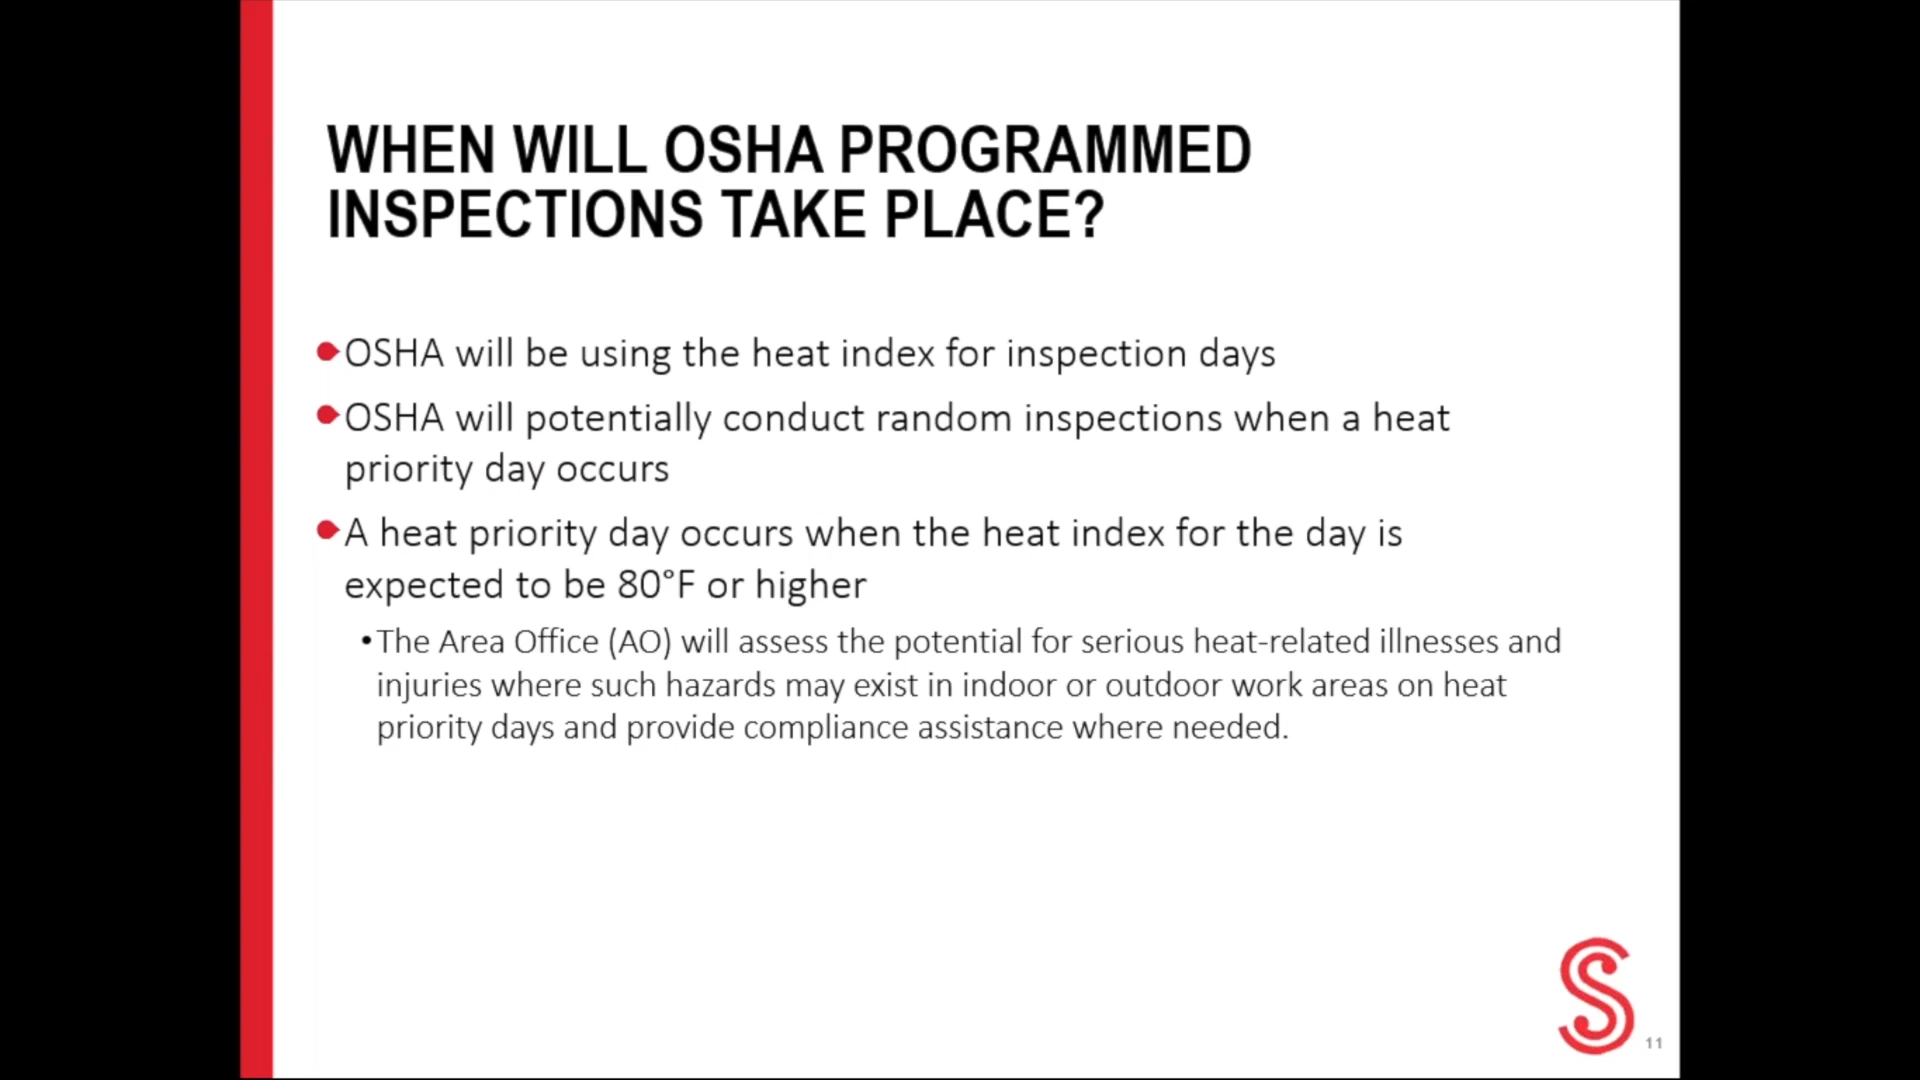 WHEN WILL OSHA PROGRAMMED
INSPECTIONS TAKE PLACE?
OSHA will be using the heat index for inspection days
OSHA will potentially conduct random inspections when a heat
priority day occurs
A heat priority day occurs when the heat index for the day is
expected to be 80°F or higher
•The Area Office (AO) will assess the potential for serious heat-related illnesses and
injuries where such hazards may exist in indoor or outdoor work areas on heat
priority days and provide compliance assistance where needed.
S
11